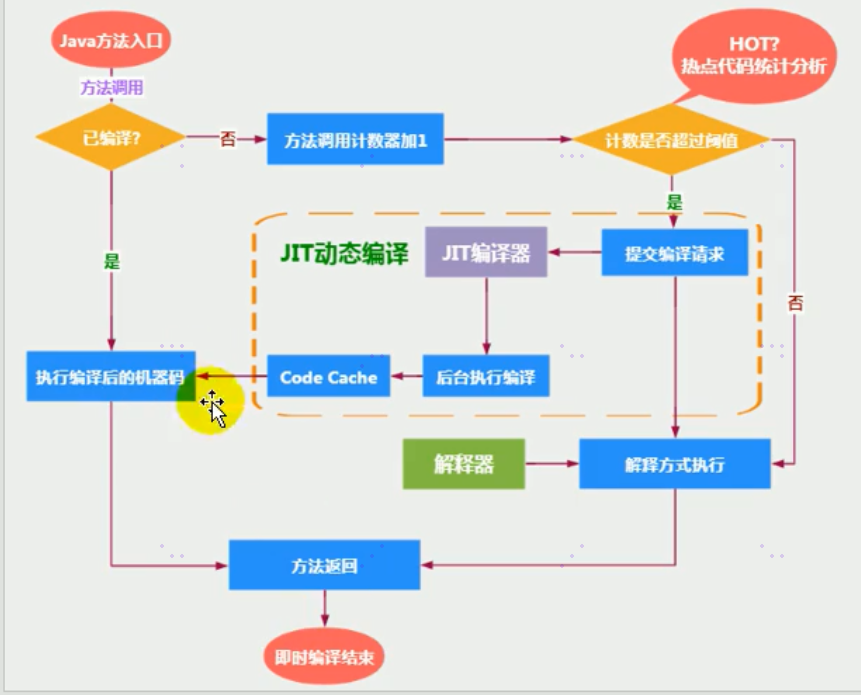 Java方法入口
HOT?
热点代码统计分析
方法调用
已编译?
否
方法调用计数器加1
计数是否超过阈值
是
是
JIT动态编译
JIT编译器
提交编译请求
否
执行编译后的机器码
Code Cache
后台执行编译
解释器
解释方式执行
方法返回
即时编译结束